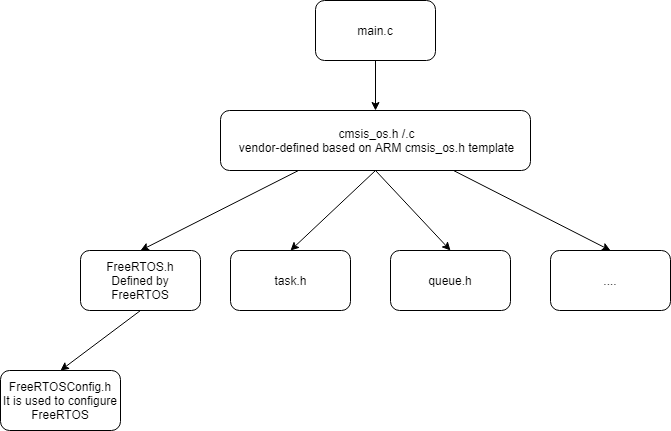 main.c
cmsis_os.h /.c
vendor-defined based on ARM cmsis_os.h template
FreeRTOS.h
Defined by
FreeRTOS
task.h
queue.h
....
FreeRTOSConfig.h
It is used to configure
FreeRTOS